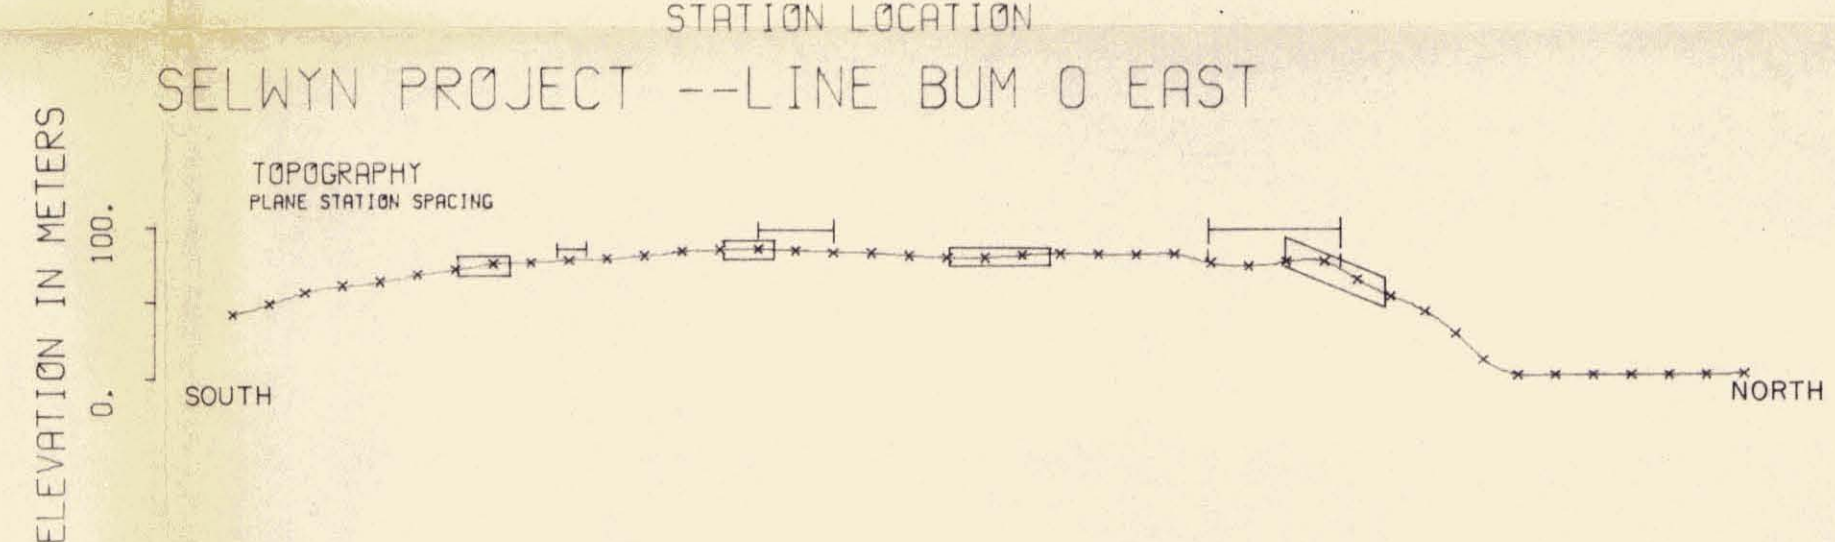 STATION LOCATION
SELWYN PROJECT --LINE BUM 0 EAST
ELEVATION IN METERS
TOPOGRAPHY
PLANE STATION SPACING
100.
0.
SOUTH
NORTH